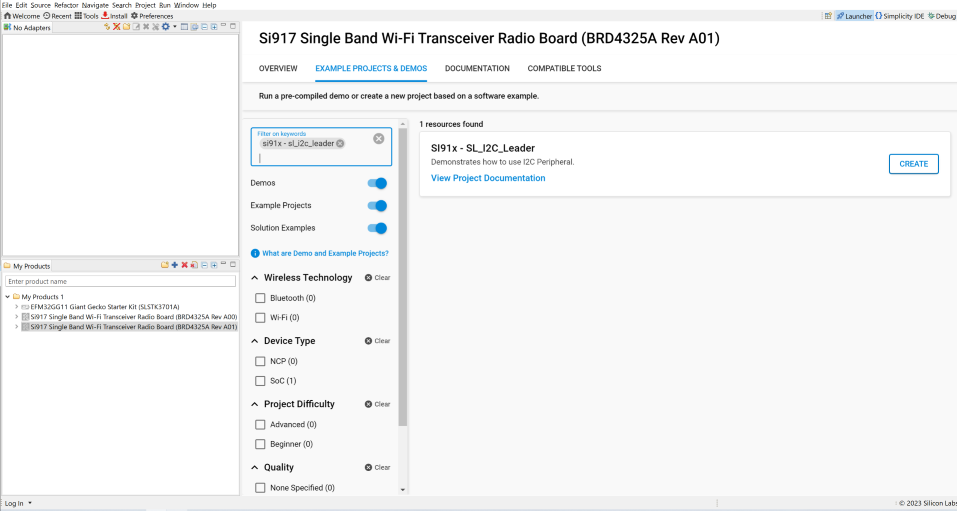 File Edit Source Refactor Navigate Search Project Run Window Help
Welcome Recent Tools Install Preferences
Launcher Simplicity IDE Debug
No Adapters
Si917 Single Band Wi-Fi Transceiver Radio Board (BRD4325A Rev A01)
OVERVIEW EXAMPLE PROJECTS & DEMOS DOCUMENTATION COMPATIBLE TOOLS
Run a pre-compiled demo or create a new project based on a software example.
Filter on keywords
si91x - sl_i2c_leader
1 resources found
SI91x - SL_I2C_Leader
Demonstrates how to use I2C Peripheral.
View Project Documentation
CREATE
Demos
Example Projects
Solution Examples
What are Demo and Example Projects?
Wireless Technology Clear
Bluetooth (0)
Wi-Fi (0)
Device Type Clear
NCP (0)
SoC (1)
Project Difficulty Clear
Advanced (0)
Beginner (0)
Quality Clear
None Specified (0)
My Products
Enter product name
My Products 1
EFM32GG11 Giant Gecko Starter Kit (SLSTK3701A)
Si917 Single Band Wi-Fi Transceiver Radio Board (BRD4325A Rev A00)
Si917 Single Band Wi-Fi Transceiver Radio Board (BRD4325A Rev A01)
Log In
© 2023 Silicon Labs